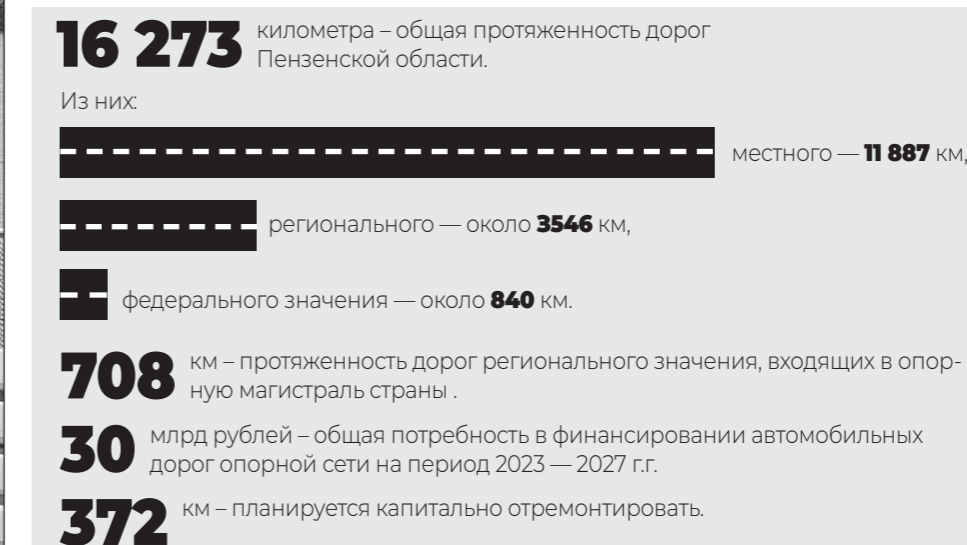 16 273 километра – общая протяженность дорог
Пензенской области.
Из них:
местного — 11 887 км,
регионального — около 3546 км,
федерального значения — около 840 км.
708 км – протяженность дорог регионального значения, входящих в опор-
ную магистраль страны .
30 млрд рублей – общая потребность в финансировании автомобильных
дорог опорной сети на период 2023 — 2027 г.г.
372 км – планируется капитально отремонтировать.